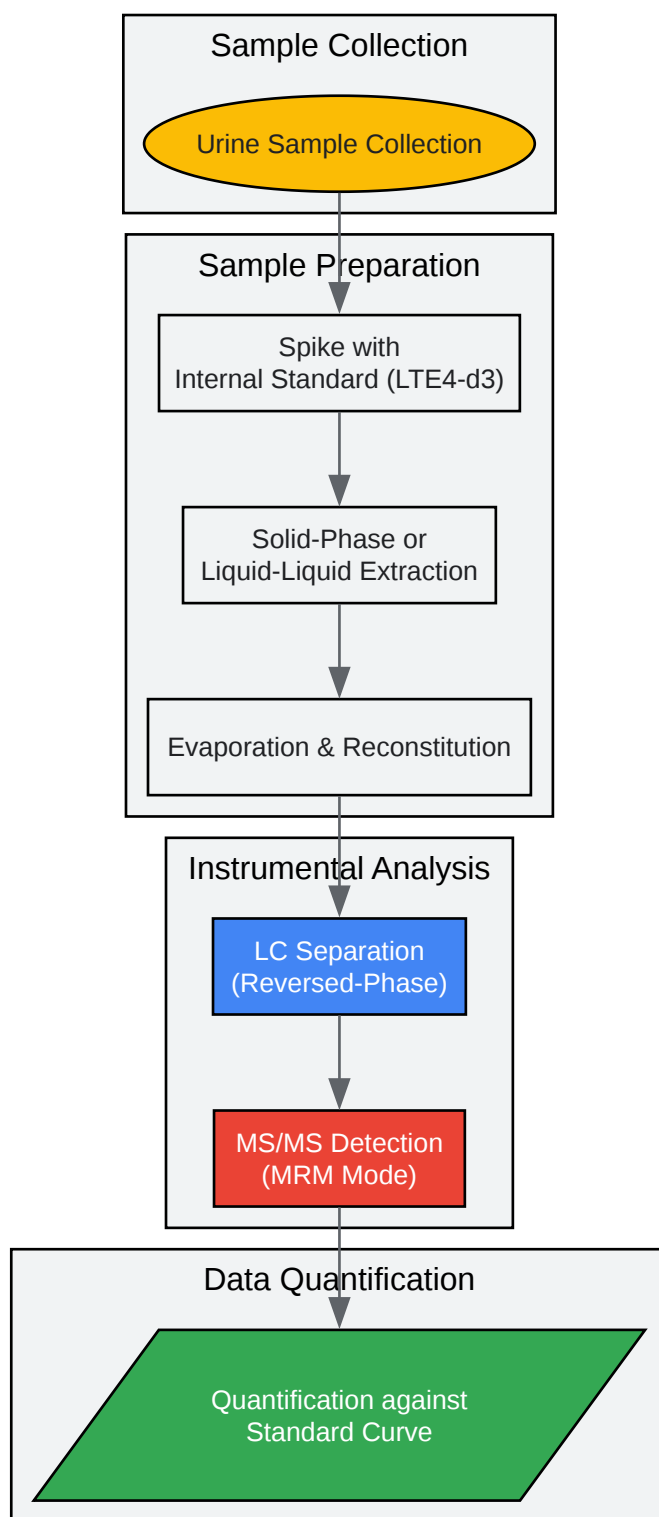 Sample Collection
Urine Sample Collection
Sample Preparation
Spike with
Internal Standard (LTE4-d3)
Solid-Phase or
Liquid-Liquid Extraction
Evaporation & Reconstitution
Instrumental Analysis
LC Separation
(Reversed-Phase)
MS/MS Detection
(MRM Mode)
Data Quantification
Quantification against
Standard Curve